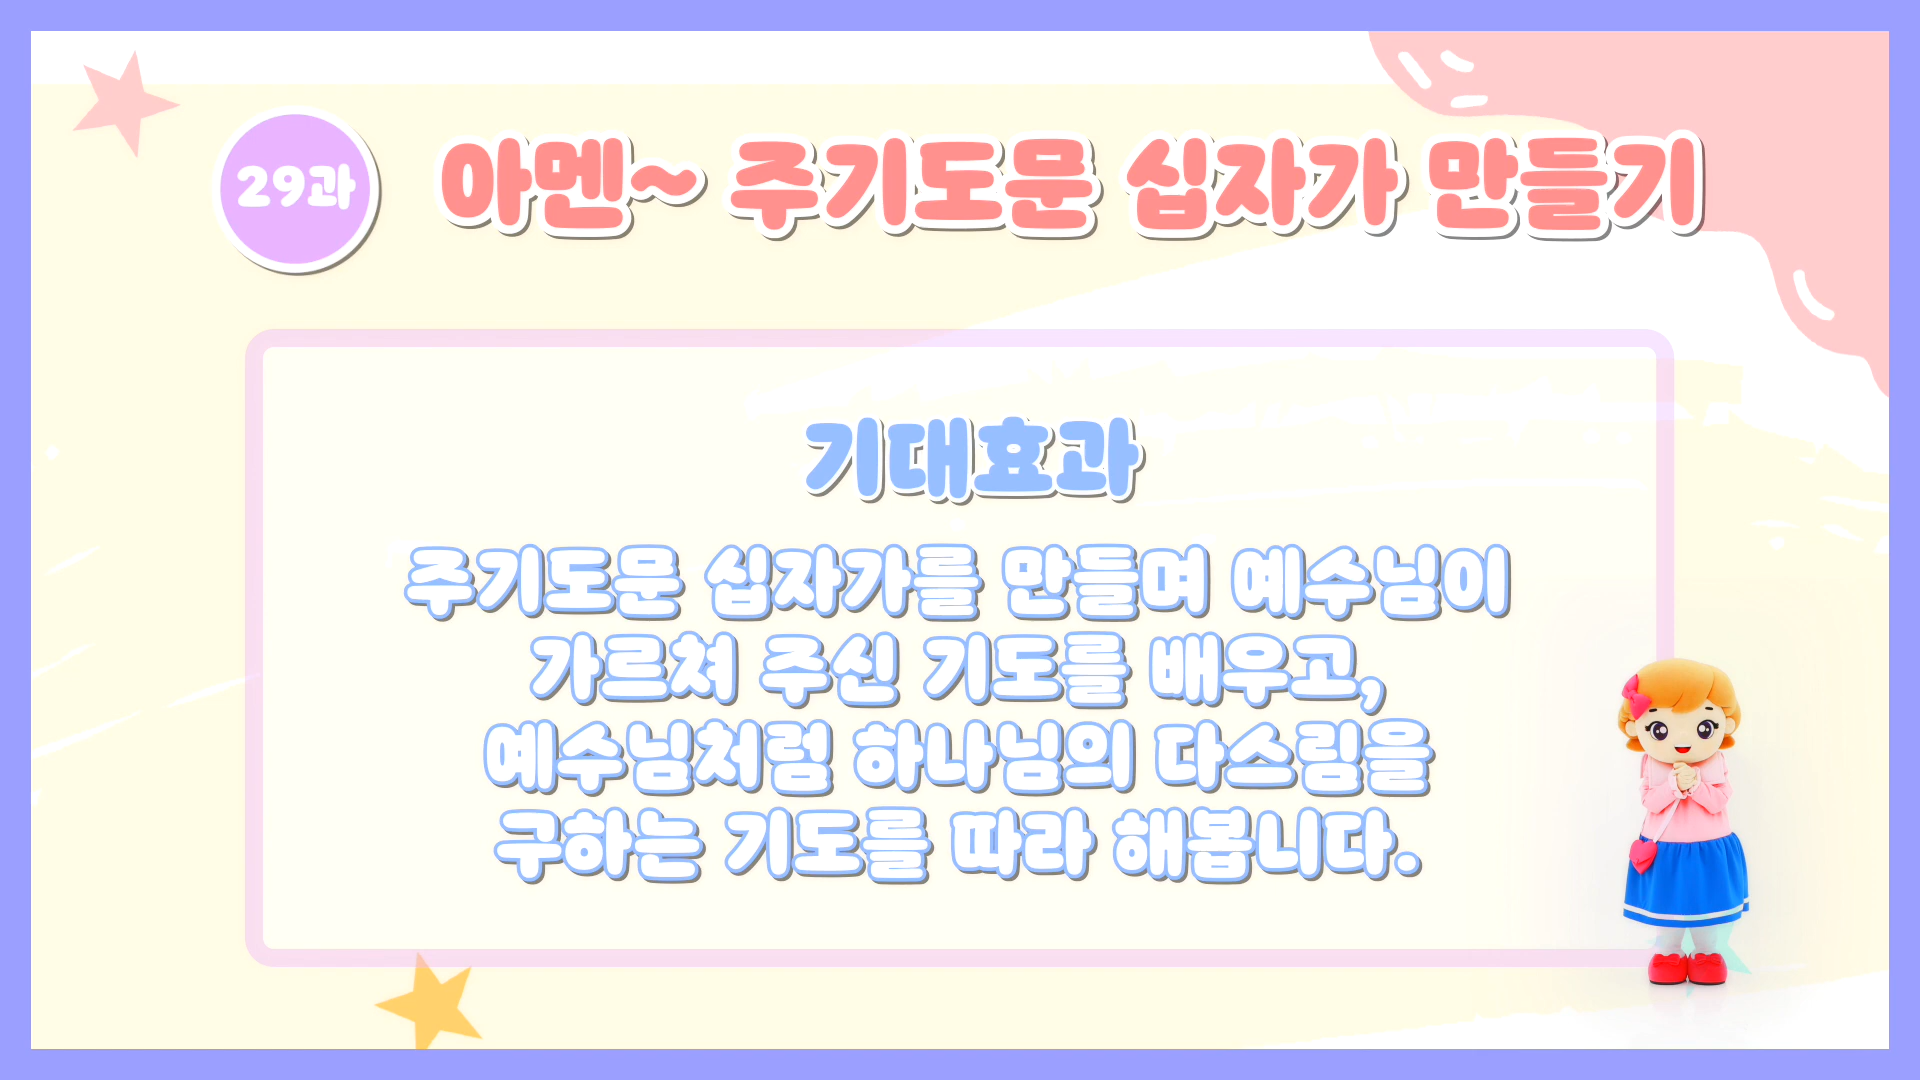 29과
아멘~ 주기도문 십자가 만들기
기대효과
주기도문 십자가를 만들며 예수님이
가르쳐 주신 기도를 배우고,
예수님처럼 하나님의 다스림을
구하는 기도를 따라 해봅니다.